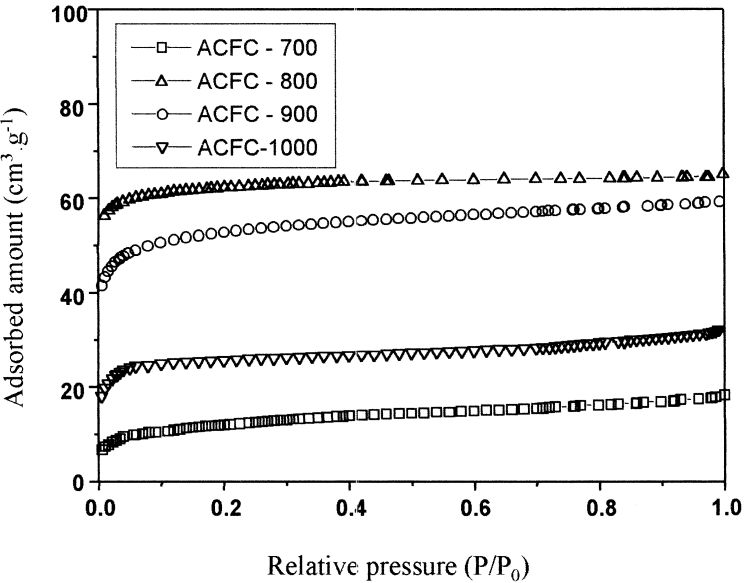 100
80
60
40
20
0
Adsorbed amount (cm³.g⁻¹)
ACFC - 700
ACFC - 800
ACFC - 900
ACFC-1000
0.0 0.2 0.4 0.6 0.8 1.0
Relative pressure (P/P₀)